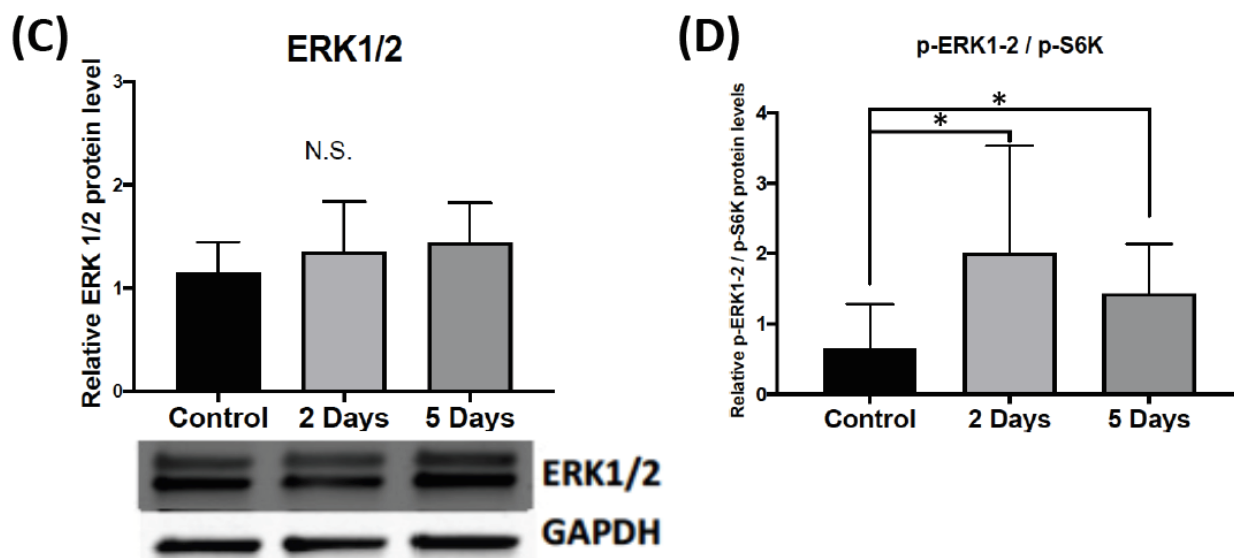 (C)
ERK1/2
Relative ERK 1/2 protein level
3
2
1
0
N.S.
Control 2 Days 5 Days
ERK1/2
GAPDH
(D)
p-ERK1-2 / p-S6K
Relative p-ERK1-2 / p-S6K protein levels
4
3
2
1
0
*
*
Control 2 Days 5 Days